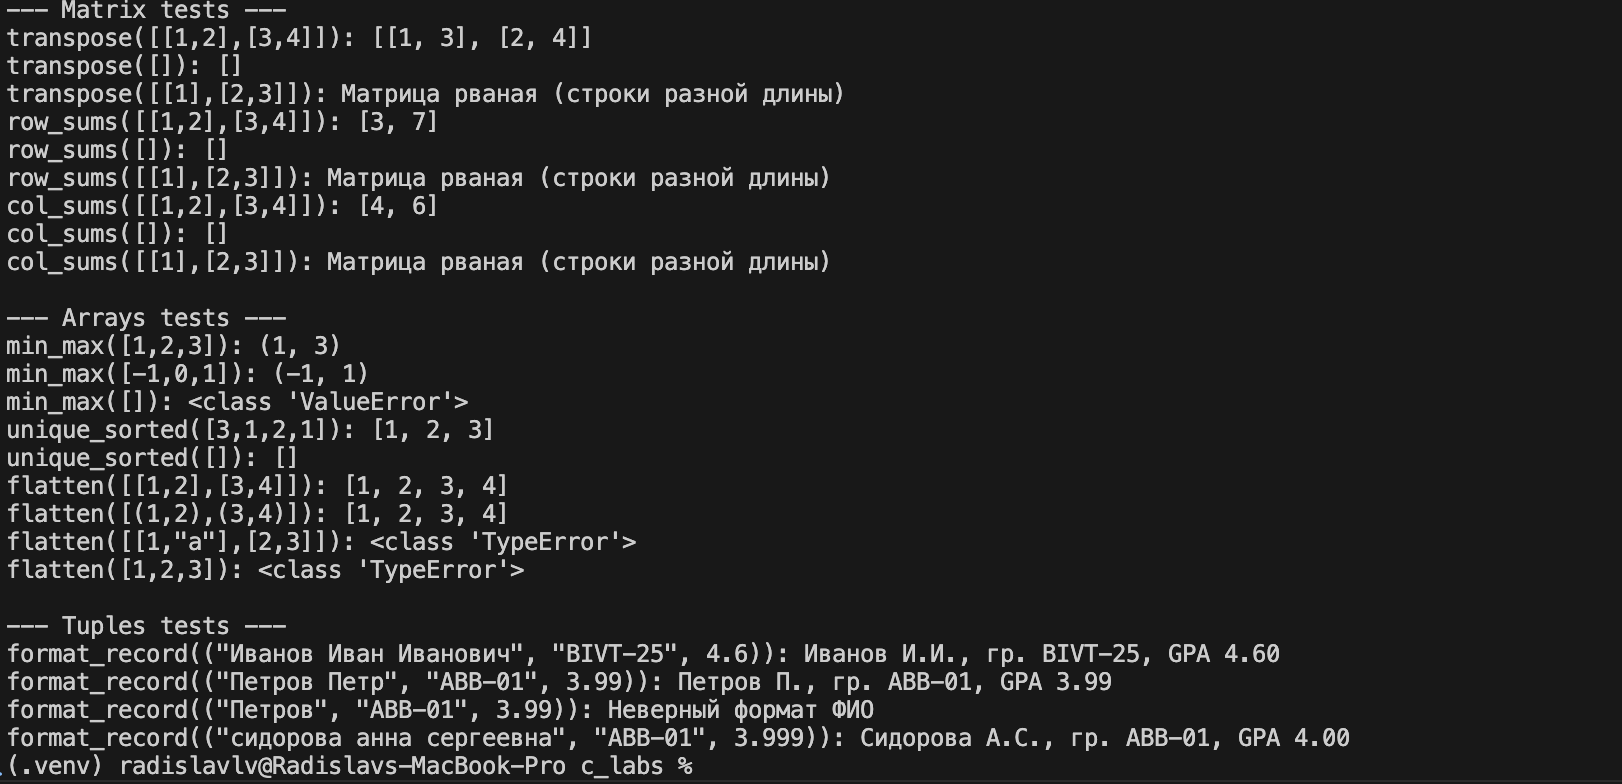 --- Matrix tests ---
transpose([[1,2],[3,4]]): [[1, 3], [2, 4]]
transpose([]): []
transpose([[1],[2,3]]): Матрица рваная (строки разной длины)
row_sums([[1,2],[3,4]]): [3, 7]
row_sums([]): []
row_sums([[1],[2,3]]): Матрица рваная (строки разной длины)
col_sums([[1,2],[3,4]]): [4, 6]
col_sums([]): []
col_sums([[1],[2,3]]): Матрица рваная (строки разной длины)
--- Arrays tests ---
min_max([1,2,3]): (1, 3)
min_max([-1,0,1]): (-1, 1)
min_max([]): <class 'ValueError'>
unique_sorted([3,1,2,1]): [1, 2, 3]
unique_sorted([]): []
flatten([[1,2],[3,4]]): [1, 2, 3, 4]
flatten([(1,2),(3,4)]): [1, 2, 3, 4]
flatten([[1,"a"],[2,3]]): <class 'TypeError'>
flatten([1,2,3]): <class 'TypeError'>
--- Tuples tests ---
format_record(("Иванов Иван Иванович", "BIVT-25", 4.6)): Иванов И.И., гр. BIVT-25, GPA 4.60
format_record(("Петров Петр", "ABB-01", 3.99)): Петров П., гр. ABB-01, GPA 3.99
format_record(("Петров", "ABB-01", 3.99)): Неверный формат ФИО
format_record(("сидорова анна сергеевна", "ABB-01", 3.999)): Сидорова А.С., гр. ABB-01, GPA 4.00
(.venv) radislavlv@Radislavs-MacBook-Pro c_labs %